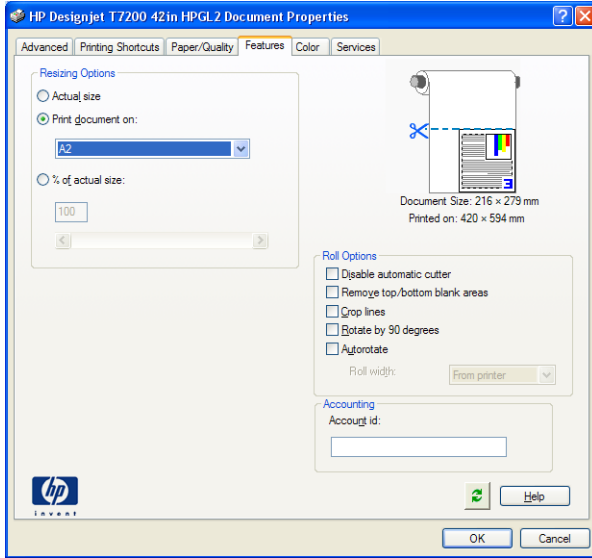 HP Designjet T7200 42in HPGL2 Document Properties
Advanced Printing Shortcuts Paper/Quality Features Color Services
Resizing Options
Actual size
Print document on:
A2
% of actual size:
100
3
Document Size: 216 × 279 mm
Printed on: 420 × 594 mm
Roll Options
Disable automatic cutter
Remove top/bottom blank areas
Crop lines
Rotate by 90 degrees
Autorotate
Roll width: From printer
Accounting
Account id:
hp
invent
Help
OK Cancel